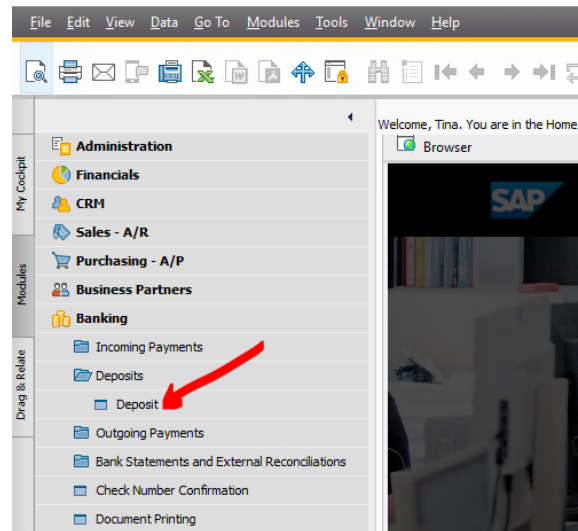 File Edit View Data Go To Modules Tools Window Help
Welcome, Tina. You are in the Home
Browser
SAP
My Cockpit
Modules
Drag & Relate
Administration
Financials
CRM
Sales - A/R
Purchasing - A/P
Business Partners
Banking
Incoming Payments
Deposits
Deposit
Outgoing Payments
Bank Statements and External Reconciliations
Check Number Confirmation
Document Printing